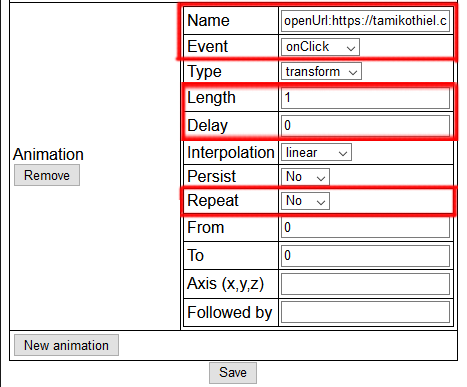 Name openUrl:https://tamikothiel.c
Event onClick
Type transform
Length 1
Delay 0
Animation
Interpolation linear
Remove
Persist No
Repeat No
From 0
To 0
Axis (x,y,z)
Followed by
New animation
Save